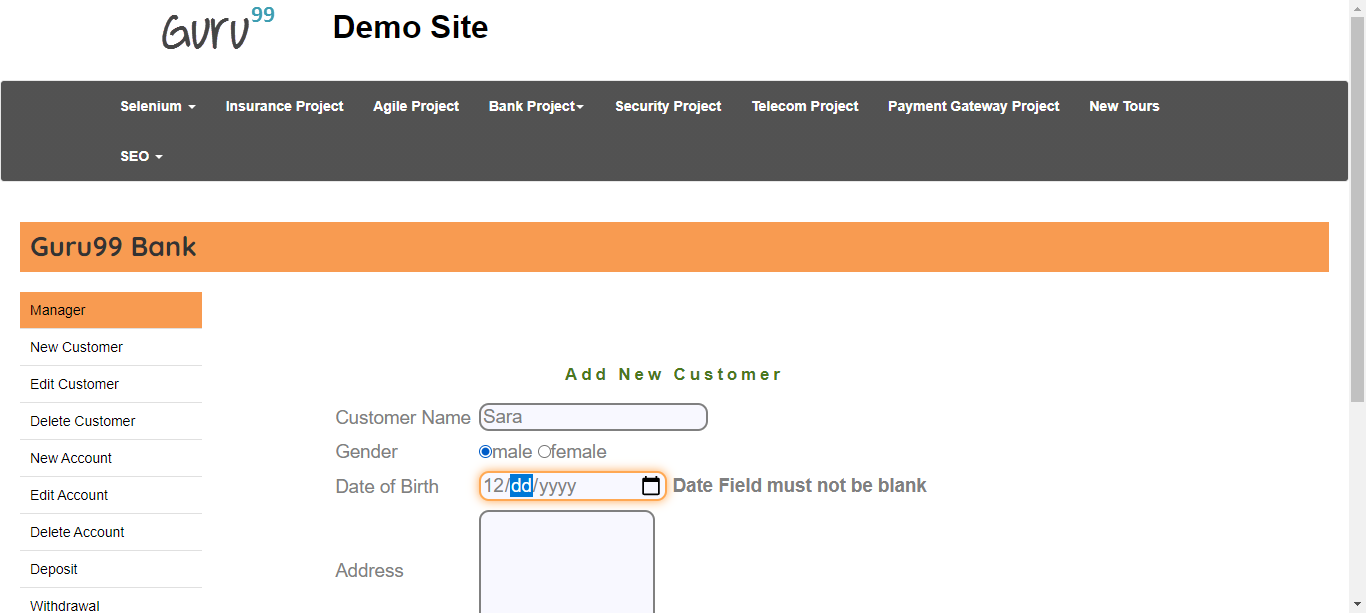 Guru99
Demo Site
Selenium Insurance Project Agile Project Bank Project Security Project Telecom Project Payment Gateway Project New Tours
SEO
Guru99 Bank
Manager
New Customer
Edit Customer
Delete Customer
New Account
Edit Account
Delete Account
Deposit
Withdrawal
Add New Customer
Customer Name Sara
Gender male female
Date of Birth 12/dd/yyyy Date Field must not be blank
Address